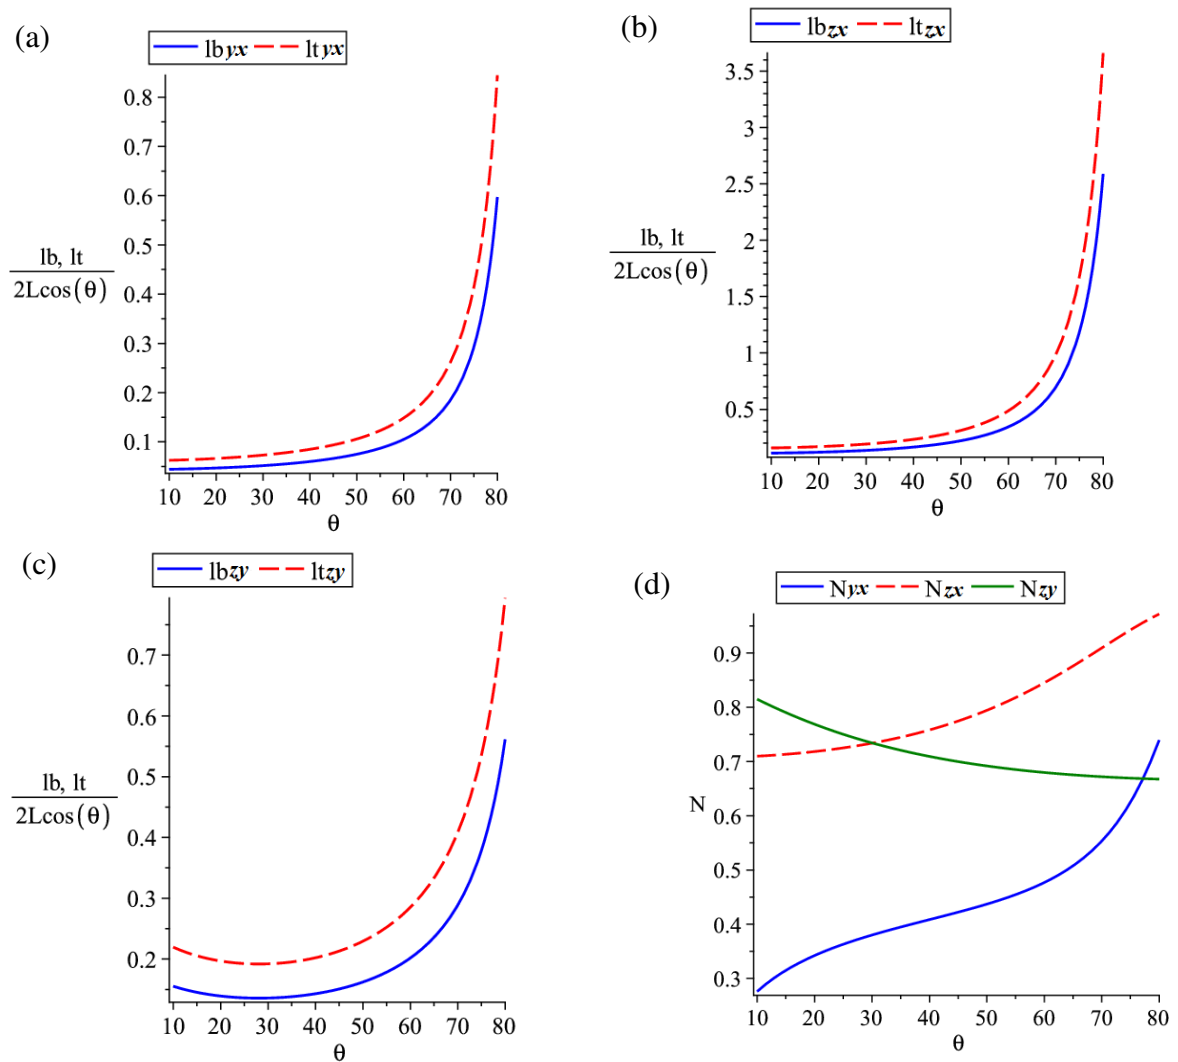 (a)
lbyx ltyx
0.8
0.7
0.6
0.5
0.4
0.3
0.2
0.1
lb, lt
2Lcos(θ)
10 20 30 40 50 60 70 80
θ
(b)
lbzx ltzx
3.5
3
2.5
2
1.5
1
0.5
lb, lt
2Lcos(θ)
10 20 30 40 50 60 70 80
θ
(c)
lbzy ltzy
0.7
0.6
0.5
0.4
0.3
0.2
lb, lt
2Lcos(θ)
10 20 30 40 50 60 70 80
θ
(d)
Nyx Nzx Nzy
0.9
0.8
0.7
0.6
0.5
0.4
0.3
N
10 20 30 40 50 60 70 80
θ